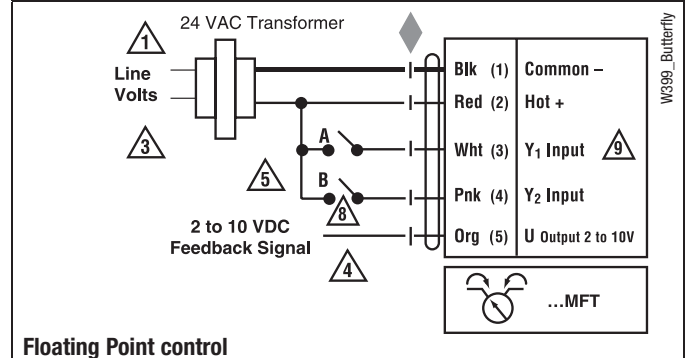 24 VAC Transformer
1
Line
Volts
3
Blk (1) Common –
Red (2) Hot +
A
Wht (3) Y1 Input 9
5
B
Pnk (4) Y2 Input
8
2 to 10 VDC
Feedback Signal
Org (5) U Output 2 to 10V
4
...MFT
W399_Butterfly
Floating Point control